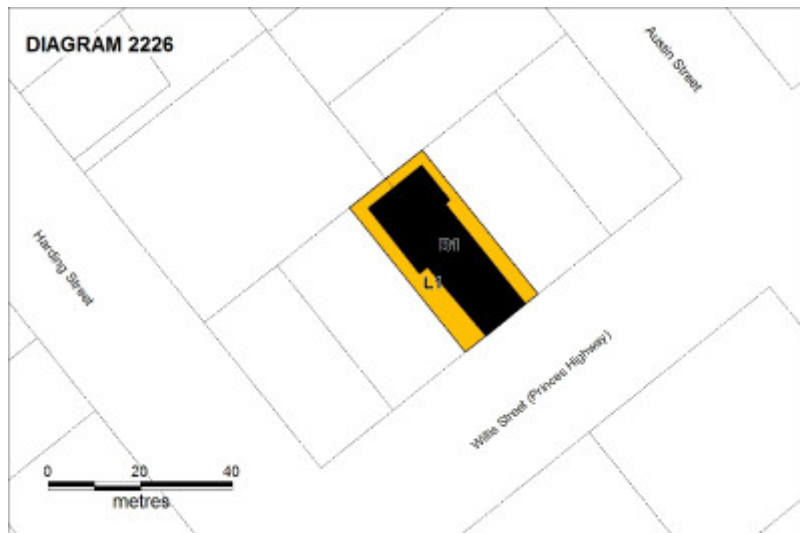 DIAGRAM 2226
Austin Street
Harding Street
B1
L1
Willis Street (Princes Highway)
0 20 40
metres